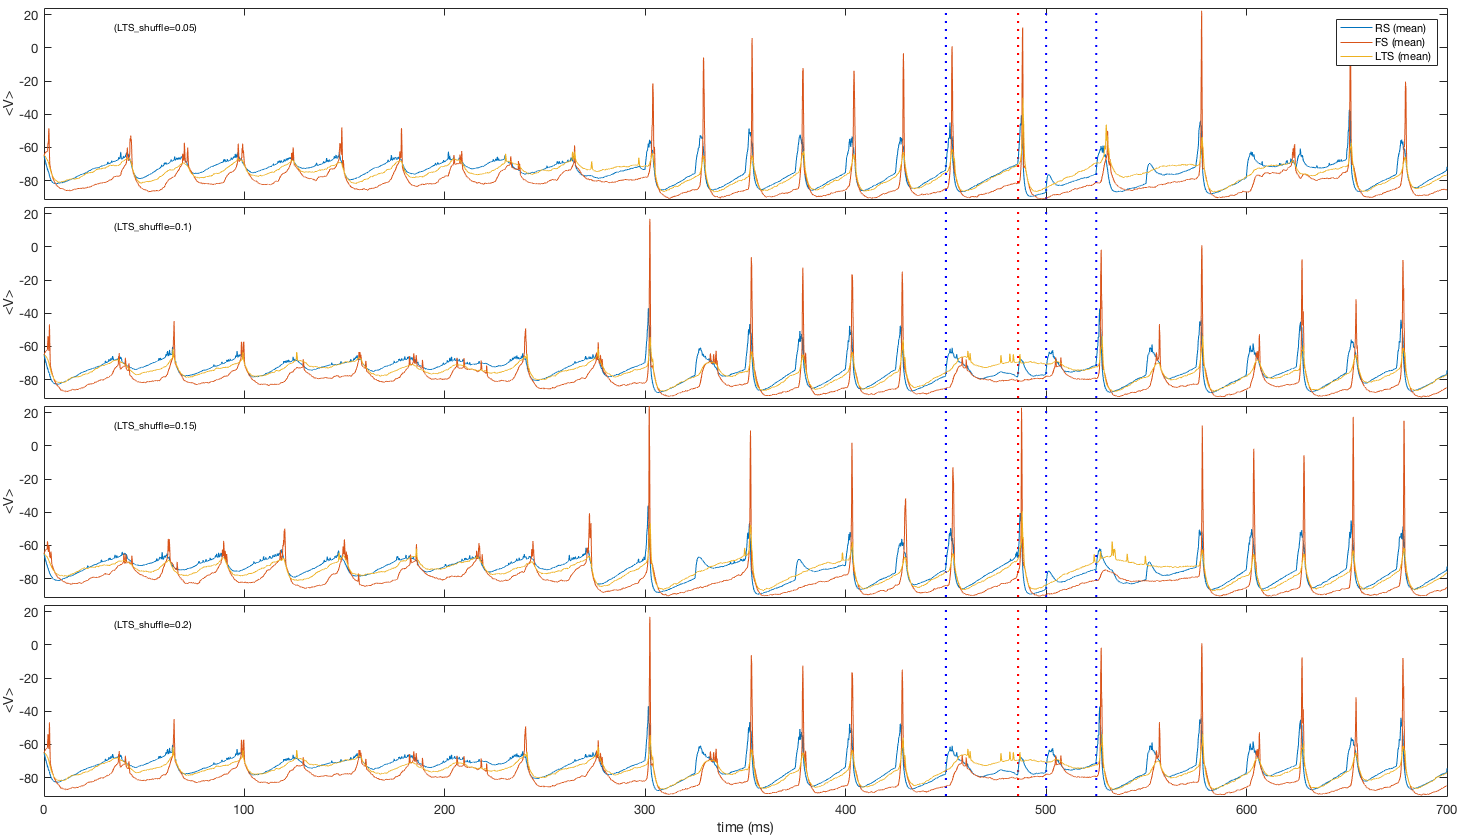 (LTS_shuffle=0.05)
RS (mean)
FS (mean)
LTS (mean)
20
0
-20
-40
-60
-80
<V>
(LTS_shuffle=0.1)
20
0
-20
-40
-60
-80
<V>
(LTS_shuffle=0.15)
20
0
-20
-40
-60
-80
<V>
(LTS_shuffle=0.2)
20
0
-20
-40
-60
-80
<V>
0 100 200 300 400 500 600 700
time (ms)